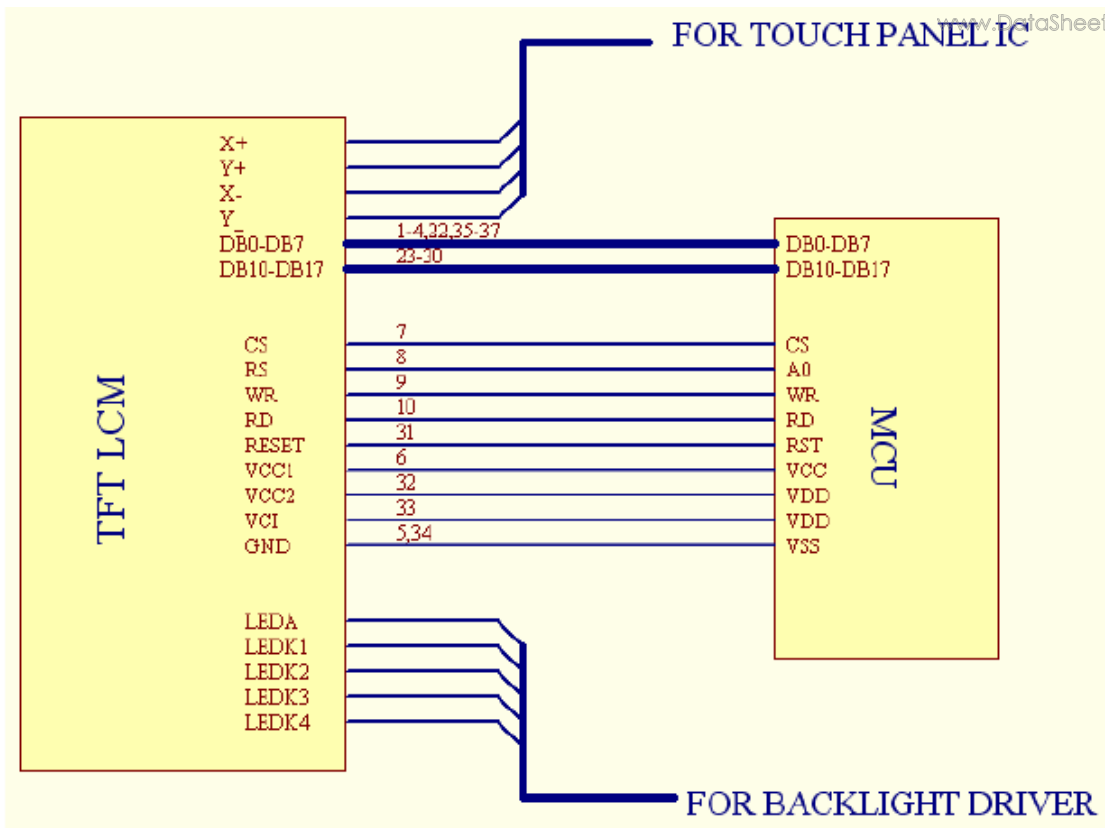 www.DataSheet
FOR TOUCH PANEL IC
X+
Y+
X-
Y_
1-4,22,35-37
DB0-DB7
DB0-DB7
23-30
DB10-DB17
DB10-DB17
7
CS
CS
8
RS
A0
9
WR
WR
10
RD
RD
31
RESET
RST
6
VCC1
VCC
32
VCC2
VDD
33
VCI
VDD
5,34
GND
VSS
TFT LCM
MCU
LEDA
LEDK1
LEDK2
LEDK3
LEDK4
FOR BACKLIGHT DRIVER